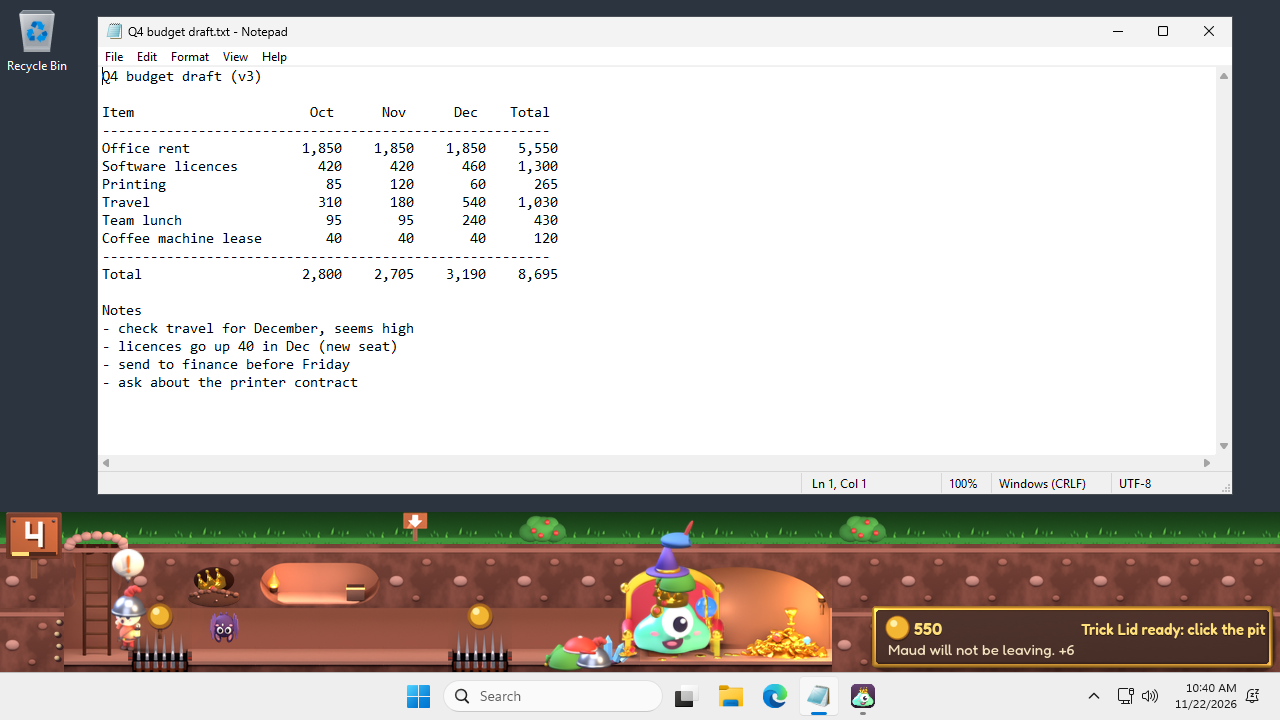 Recycle Bin
Q4 budget draft.txt - Notepad
File Edit Format View Help
Q4 budget draft (v3)
Item Oct Nov Dec Total
--------------------------------------------------------
Office rent 1,850 1,850 1,850 5,550
Software licences 420 420 460 1,300
Printing 85 120 60 265
Travel 310 180 540 1,030
Team lunch 95 95 240 430
Coffee machine lease 40 40 40 120
--------------------------------------------------------
Total 2,800 2,705 3,190 8,695
Notes
- check travel for December, seems high
- licences go up 40 in Dec (new seat)
- send to finance before Friday
- ask about the printer contract
Ln 1, Col 1 100% Windows (CRLF) UTF-8
4
!
550 Trick Lid ready: click the pit
Maud will not be leaving. +6
Search
10:40 AM
11/22/2026